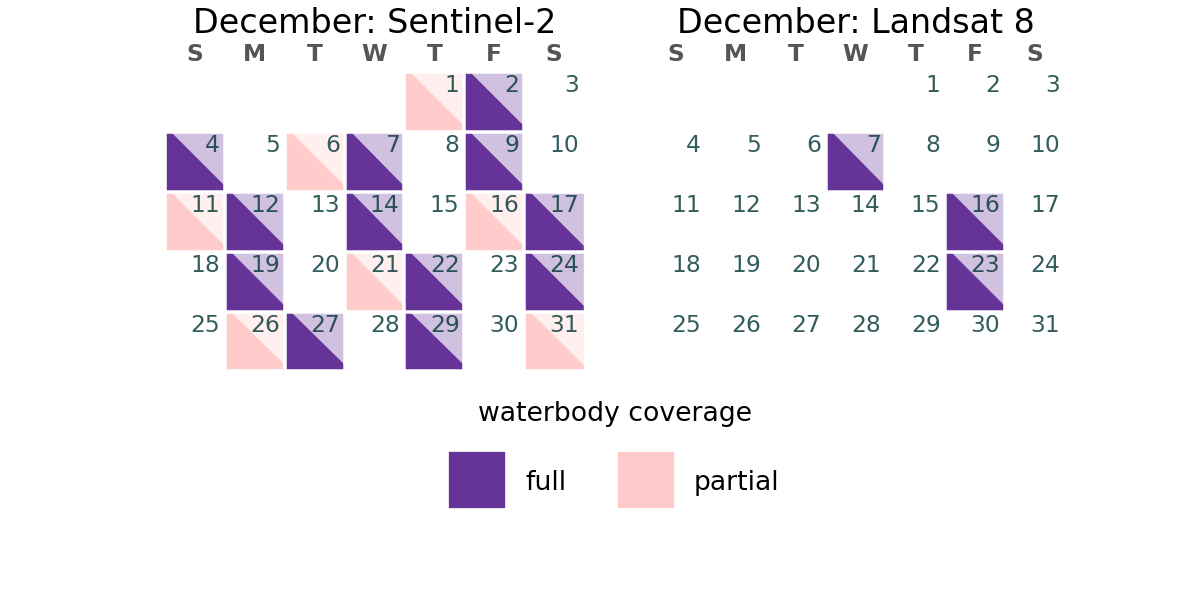 December: Sentinel-2
S M T W T F S
1 2 3
4 5 6 7 8 9 10
11 12 13 14 15 16 17
18 19 20 21 22 23 24
25 26 27 28 29 30 31
December: Landsat 8
S M T W T F S
1 2 3
4 5 6 7 8 9 10
11 12 13 14 15 16 17
18 19 20 21 22 23 24
25 26 27 28 29 30 31
waterbody coverage
full partial